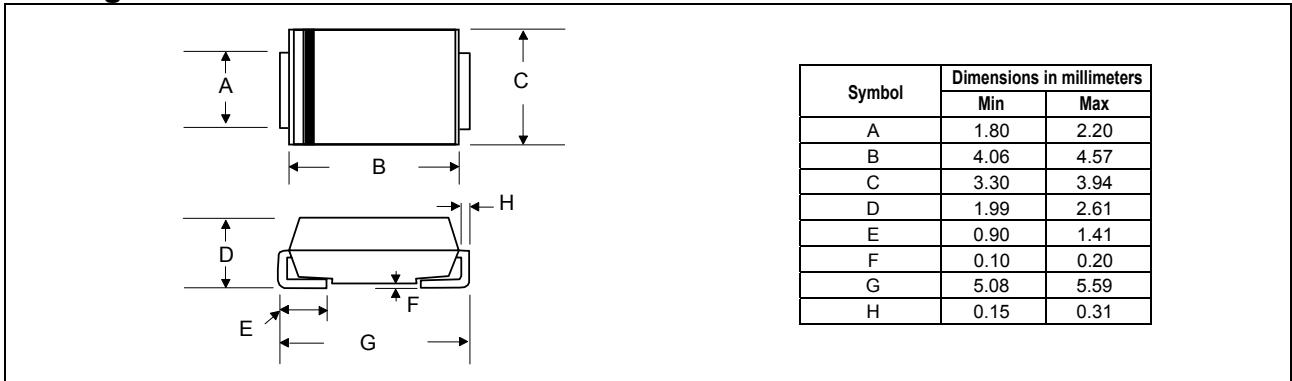 A
C
B
H
D
F
E
G
Symbol Dimensions in millimeters
Min Max
A 1.80 2.20
B 4.06 4.57
C 3.30 3.94
D 1.99 2.61
E 0.90 1.41
F 0.10 0.20
G 5.08 5.59
H 0.15 0.31